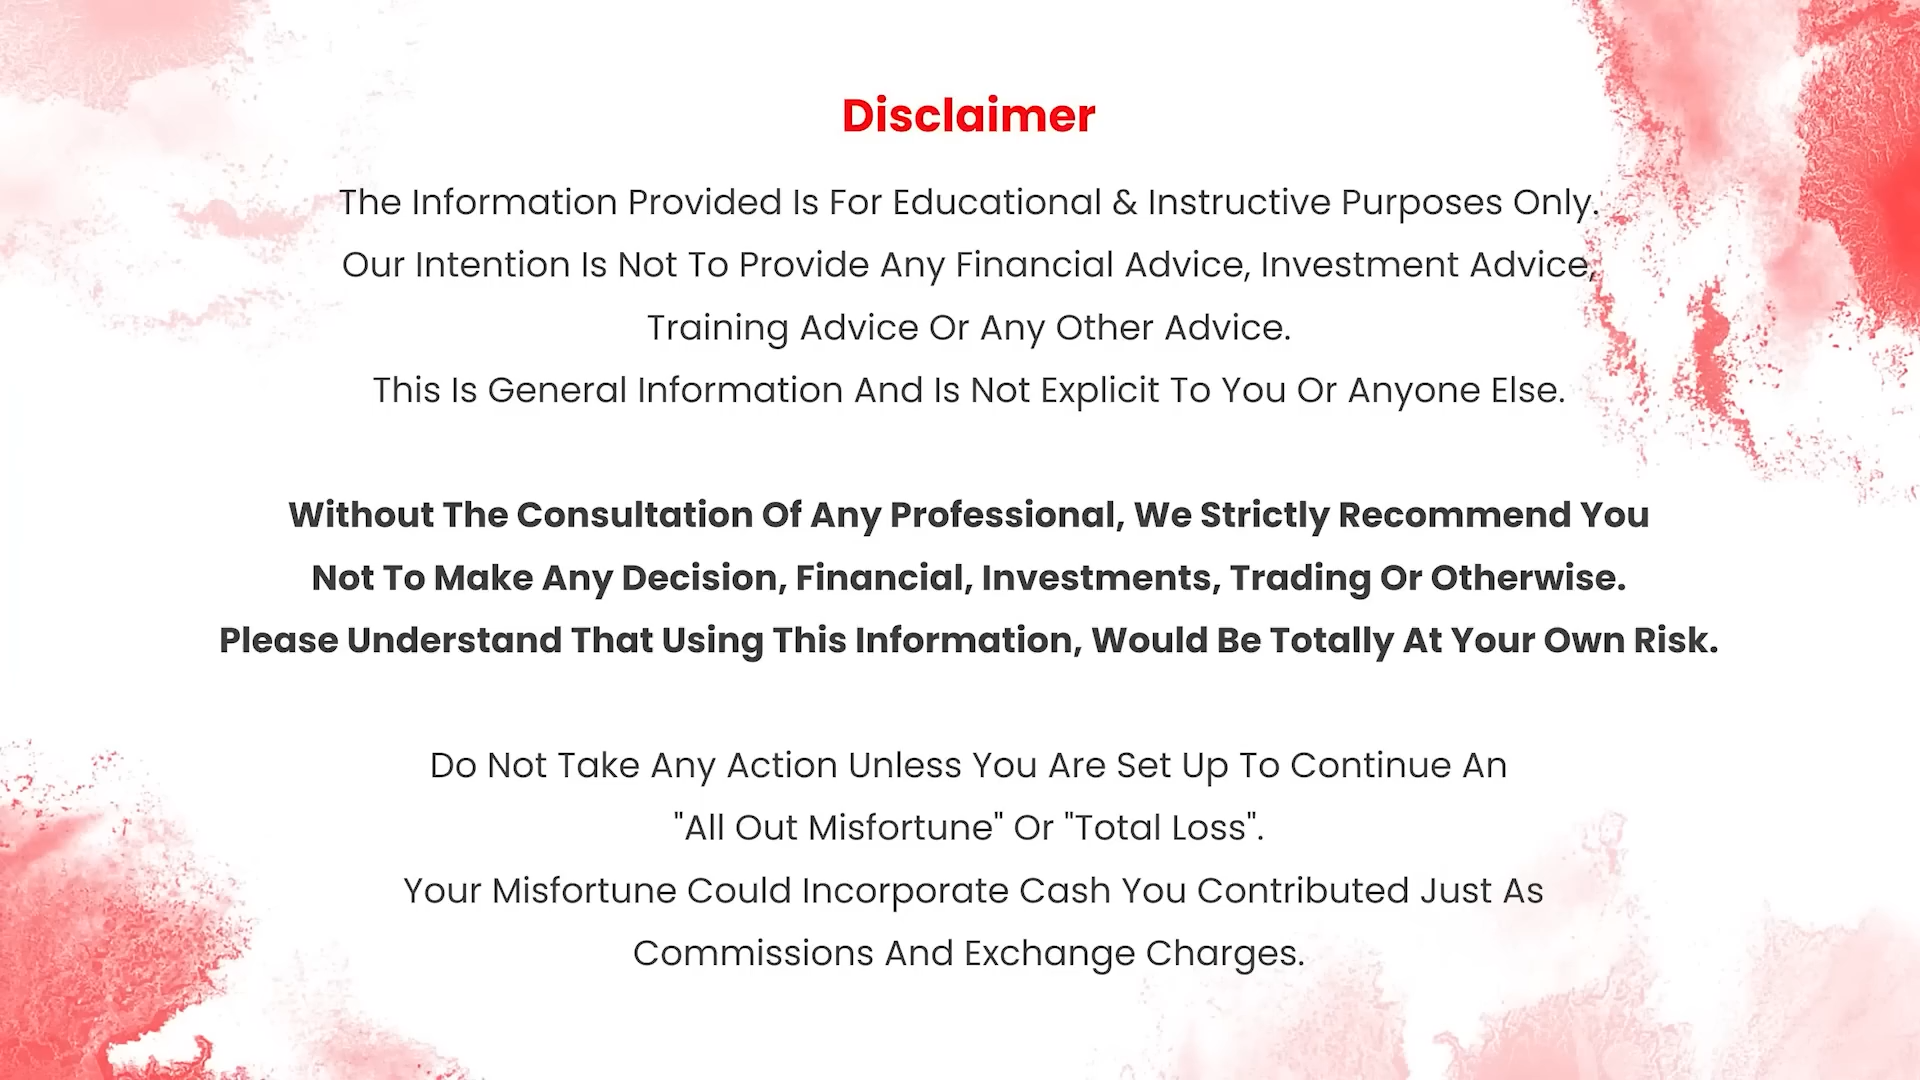 Disclaimer
The Information Provided Is For Educational & Instructive Purposes Only.
Our Intention Is Not To Provide Any Financial Advice, Investment Advice,
Training Advice Or Any Other Advice.
This Is General Information And Is Not Explicit To You Or Anyone Else.
Without The Consultation Of Any Professional, We Strictly Recommend You
Not To Make Any Decision, Financial, Investments, Trading Or Otherwise.
Please Understand That Using This Information, Would Be Totally At Your Own Risk.
Do Not Take Any Action Unless You Are Set Up To Continue An
"All Out Misfortune" Or "Total Loss".
Your Misfortune Could Incorporate Cash You Contributed Just As
Commissions And Exchange Charges.